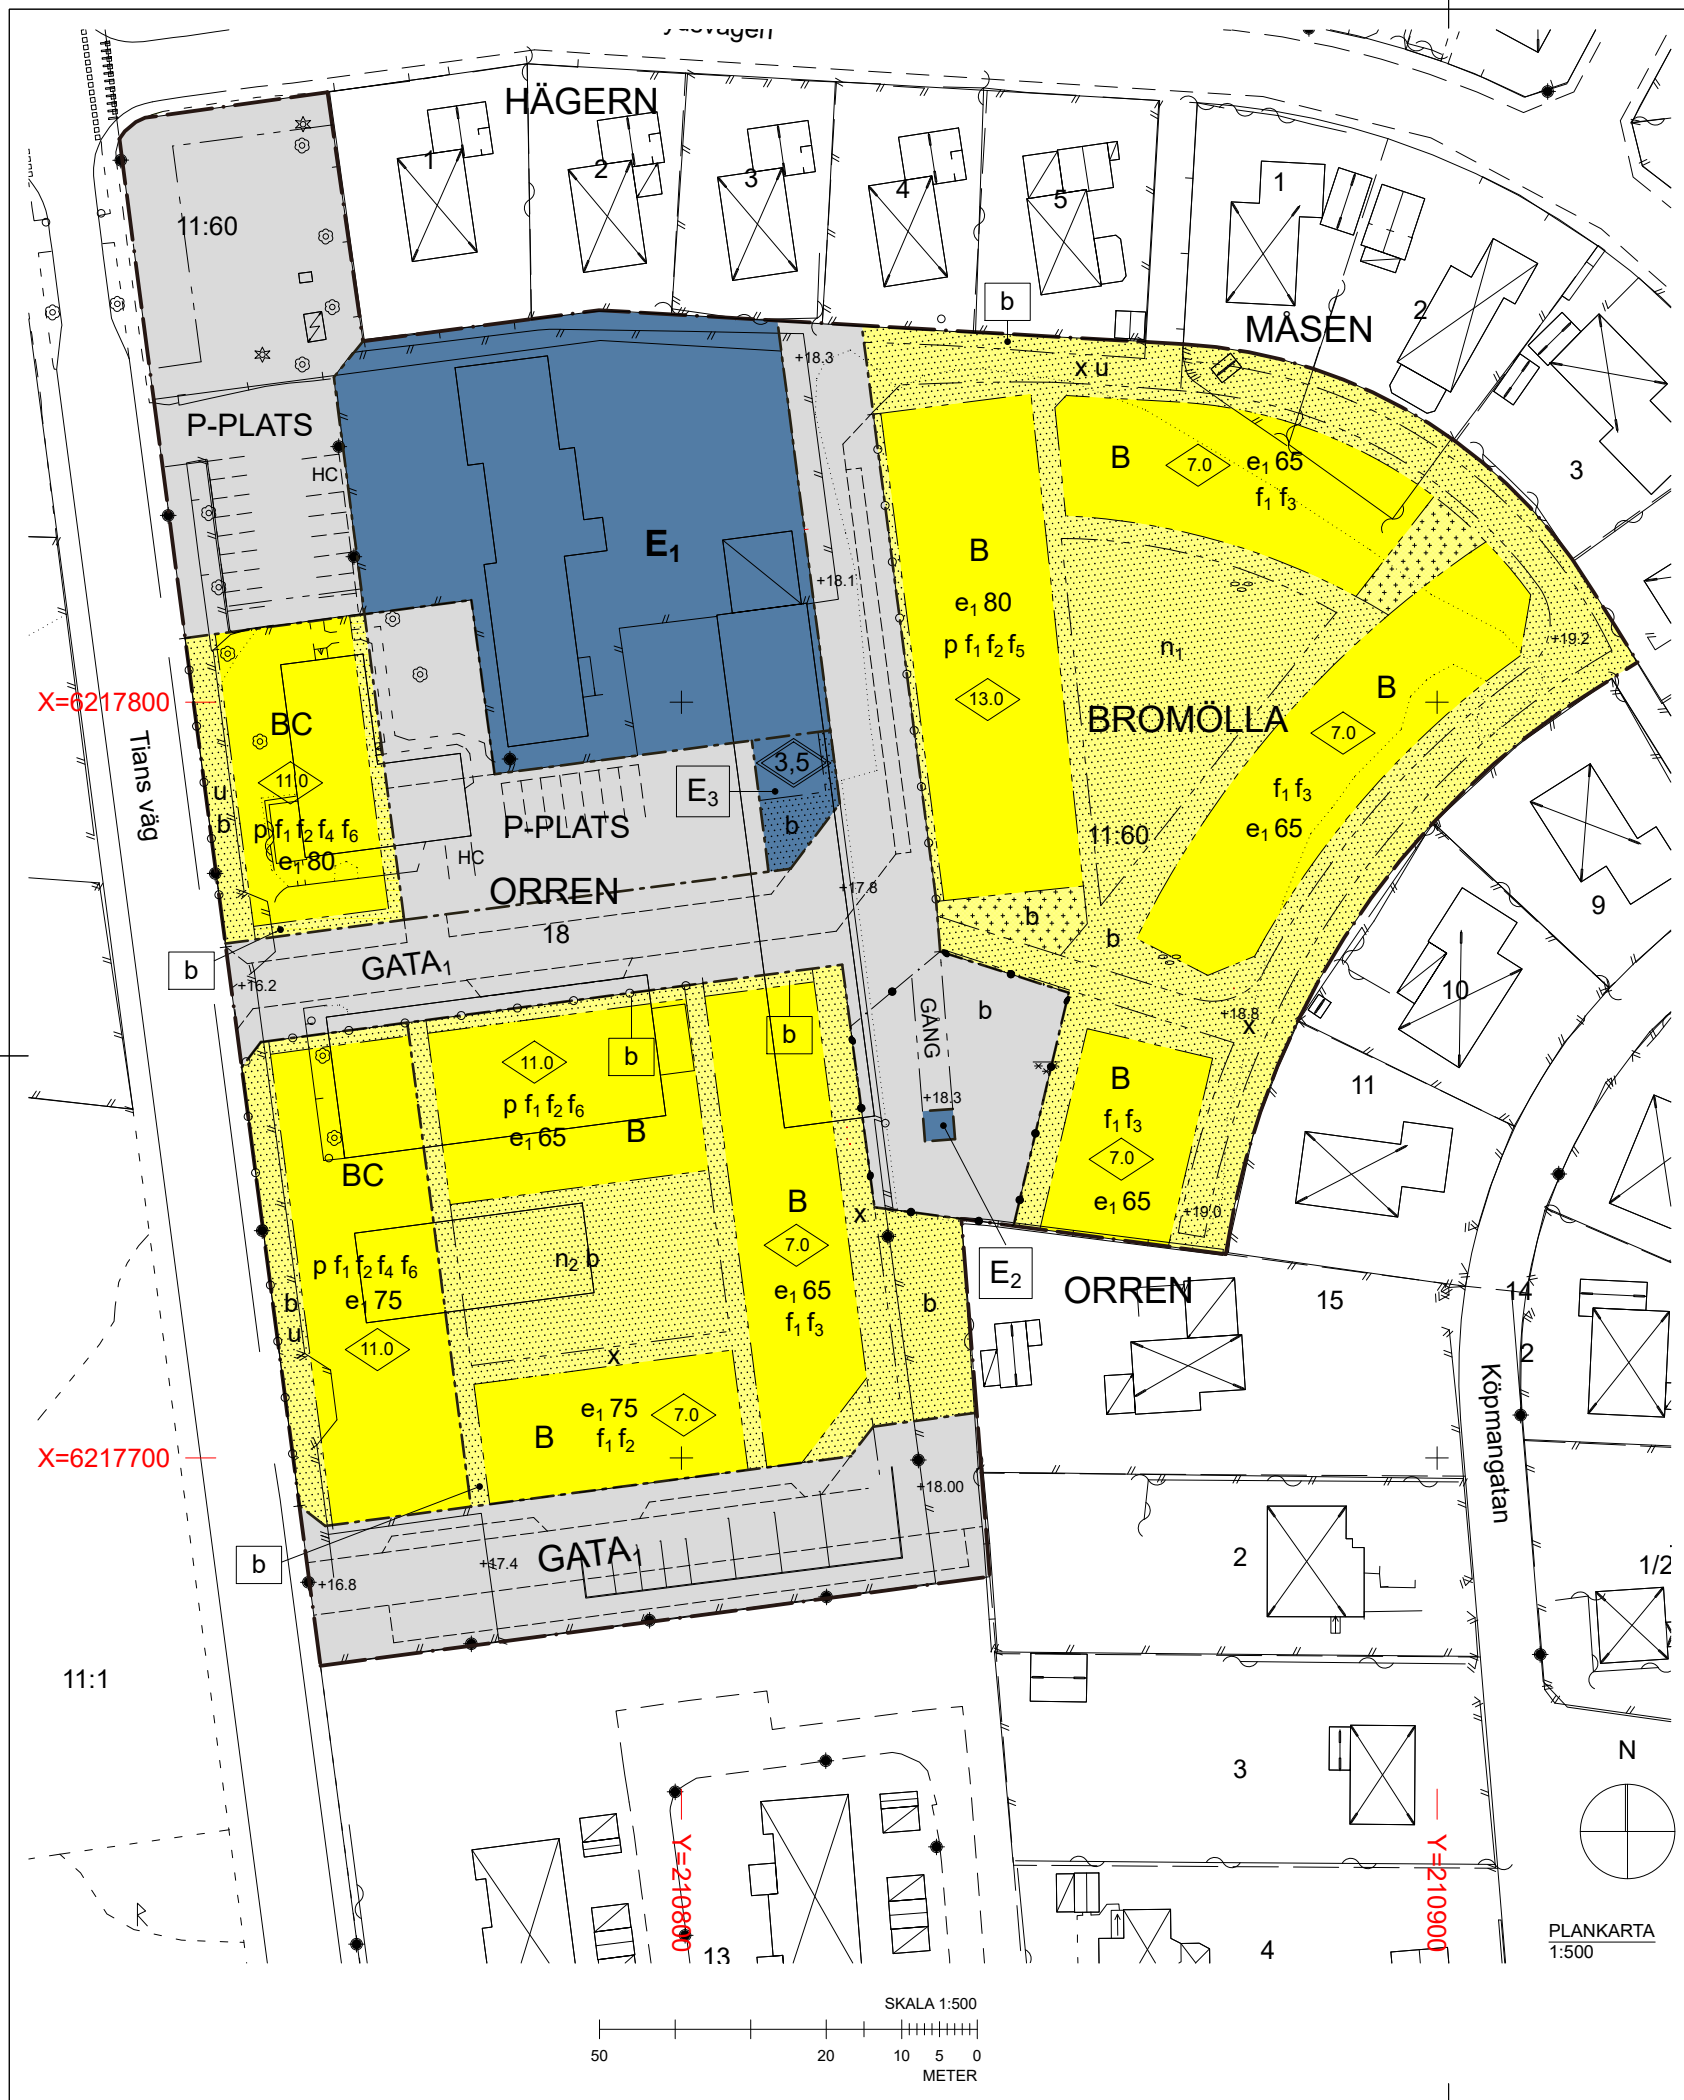 HÄGERN
1
2
3
4
5
1
2
3
11:60
b
MÅSEN
x u
+18.3
P-PLATS
HC
B
7.0
e₁ 65
f₁ f₃
E₁
B
e₁ 80
p f₁ f₂ f₅
13.0
+18.1
n₁
+19.2
X=6217800
Tians väg
BC
11.0
u
b
p f₁ f₂ f₄ f₆
e₁ 80
B
7.0
f₁ f₃
e₁ 65
BROMÖLLA
11:60
3,5
E₃
b
P-PLATS
HC
ORREN
18
+17.8
b
b
9
b
GATA₁
+16.2
10
GÅNG
b
+18.8
x
b
b
11.0
p f₁ f₂ f₆
e₁ 65
B
+18.3
B
f₁ f₃
7.0
e₁ 65
11
BC
B
x
7.0
e₁ 65
f₁ f₃
+19.0
p f₁ f₂ f₄ f₆
e₁ 75
11.0
n₂ b
b
u
E₂
b
ORREN
15
14
2
x
Köpmangatan
e₁ 75
f₁ f₂
7.0
B
X=6217700
+18.00
b
GATA₁
+17.4
+16.8
2
1/2
11:1
3
N
Y=210800
Y=210900
13
4
PLANKARTA
1:500
SKALA 1:500
50
20
10
5
0
METER